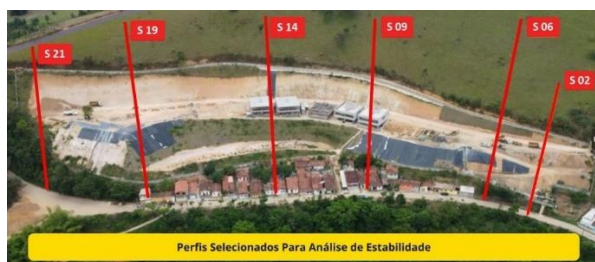 S 21
S 19
S 14
S 09
S 06
S 02
Perfis Selecionados Para Análise de Estabilidade